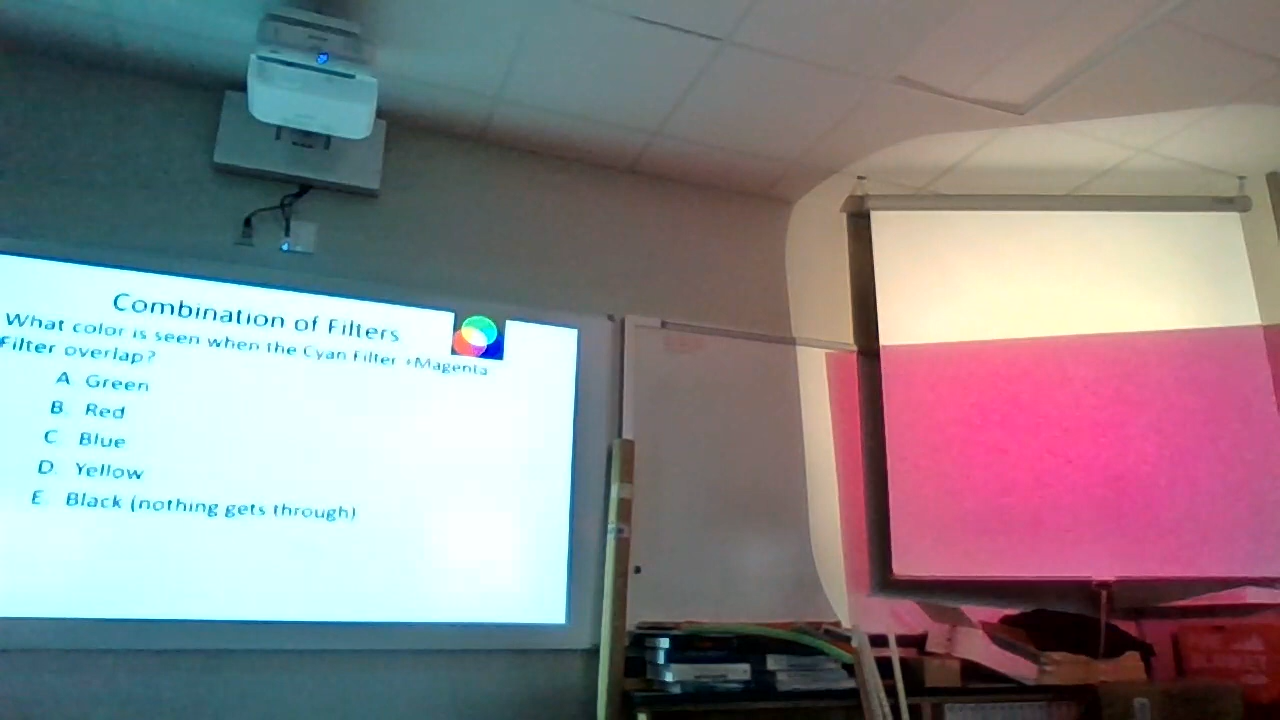 Combination of Filters
What color is seen when the Cyan Filter +Magenta
Filter overlap?
A Green
B. Red
C Blue
D. Yellow
E Black (nothing gets through)